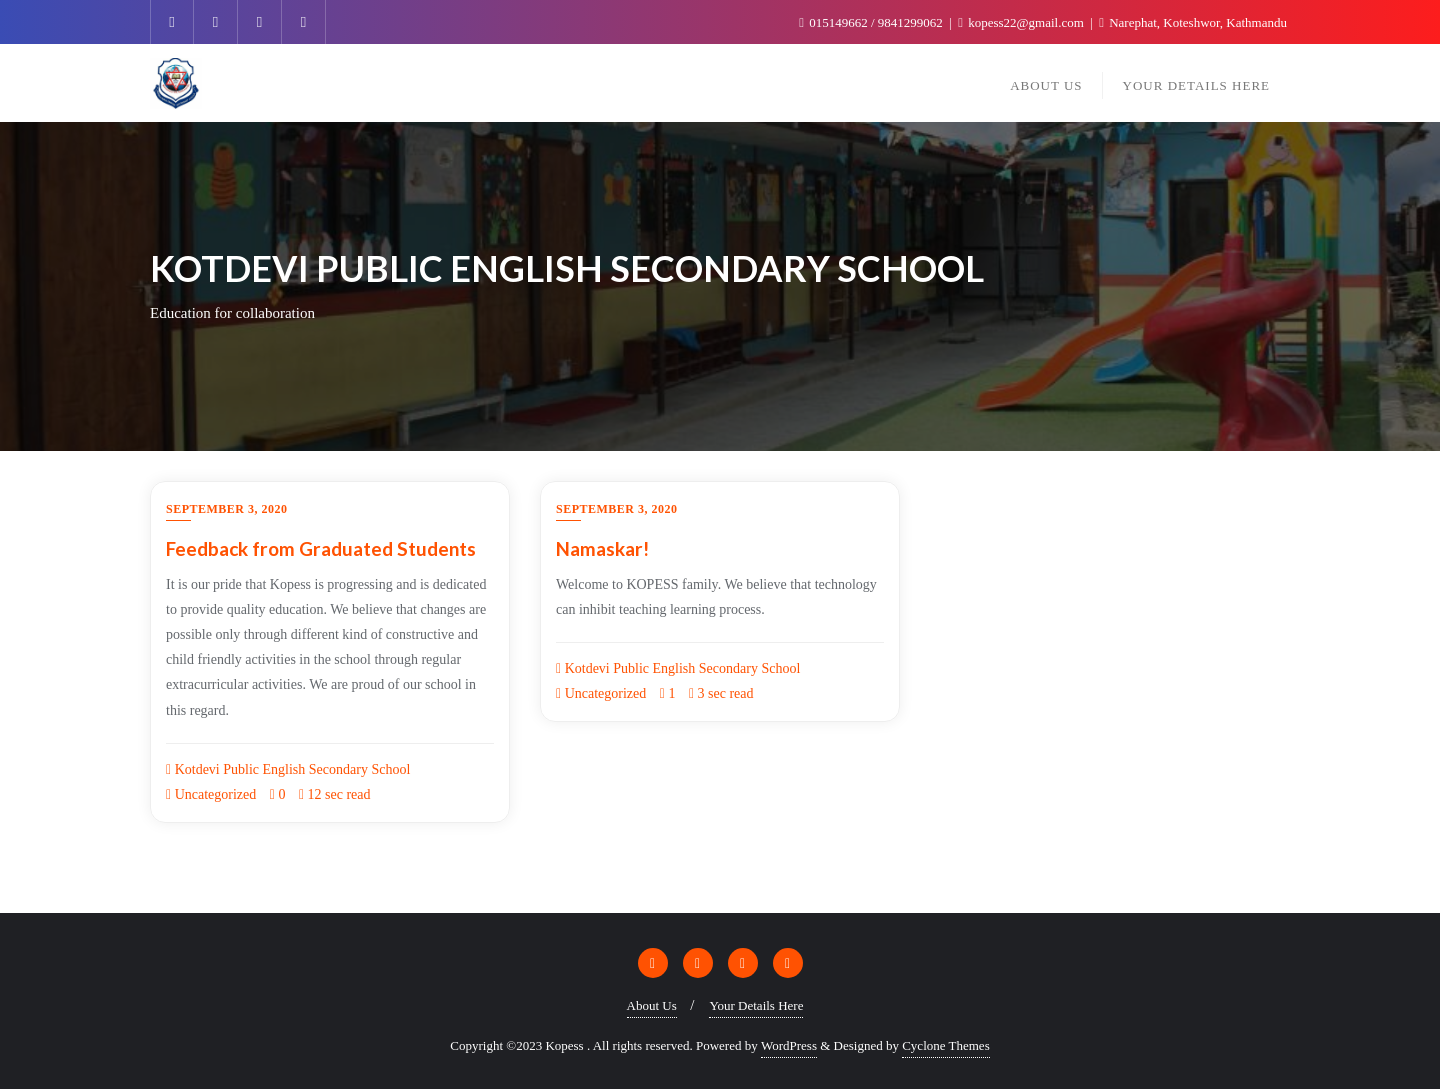 015149662 / 9841299062 | kopess22@gmail.com | Narephat, Koteshwor, Kathmandu
ABOUT US
YOUR DETAILS HERE
KOTDEVI PUBLIC ENGLISH SECONDARY SCHOOL
Education for collaboration
SEPTEMBER 3, 2020
Feedback from Graduated Students
It is our pride that Kopess is progressing and is dedicated
to provide quality education. We believe that changes are
possible only through different kind of constructive and
child friendly activities in the school through regular
extracurricular activities. We are proud of our school in
this regard.
Kotdevi Public English Secondary School
Uncategorized 0 12 sec read
SEPTEMBER 3, 2020
Namaskar!
Welcome to KOPESS family. We believe that technology
can inhibit teaching learning process.
Kotdevi Public English Secondary School
Uncategorized 1 3 sec read
About Us / Your Details Here
Copyright ©2023 Kopess . All rights reserved. Powered by WordPress & Designed by Cyclone Themes